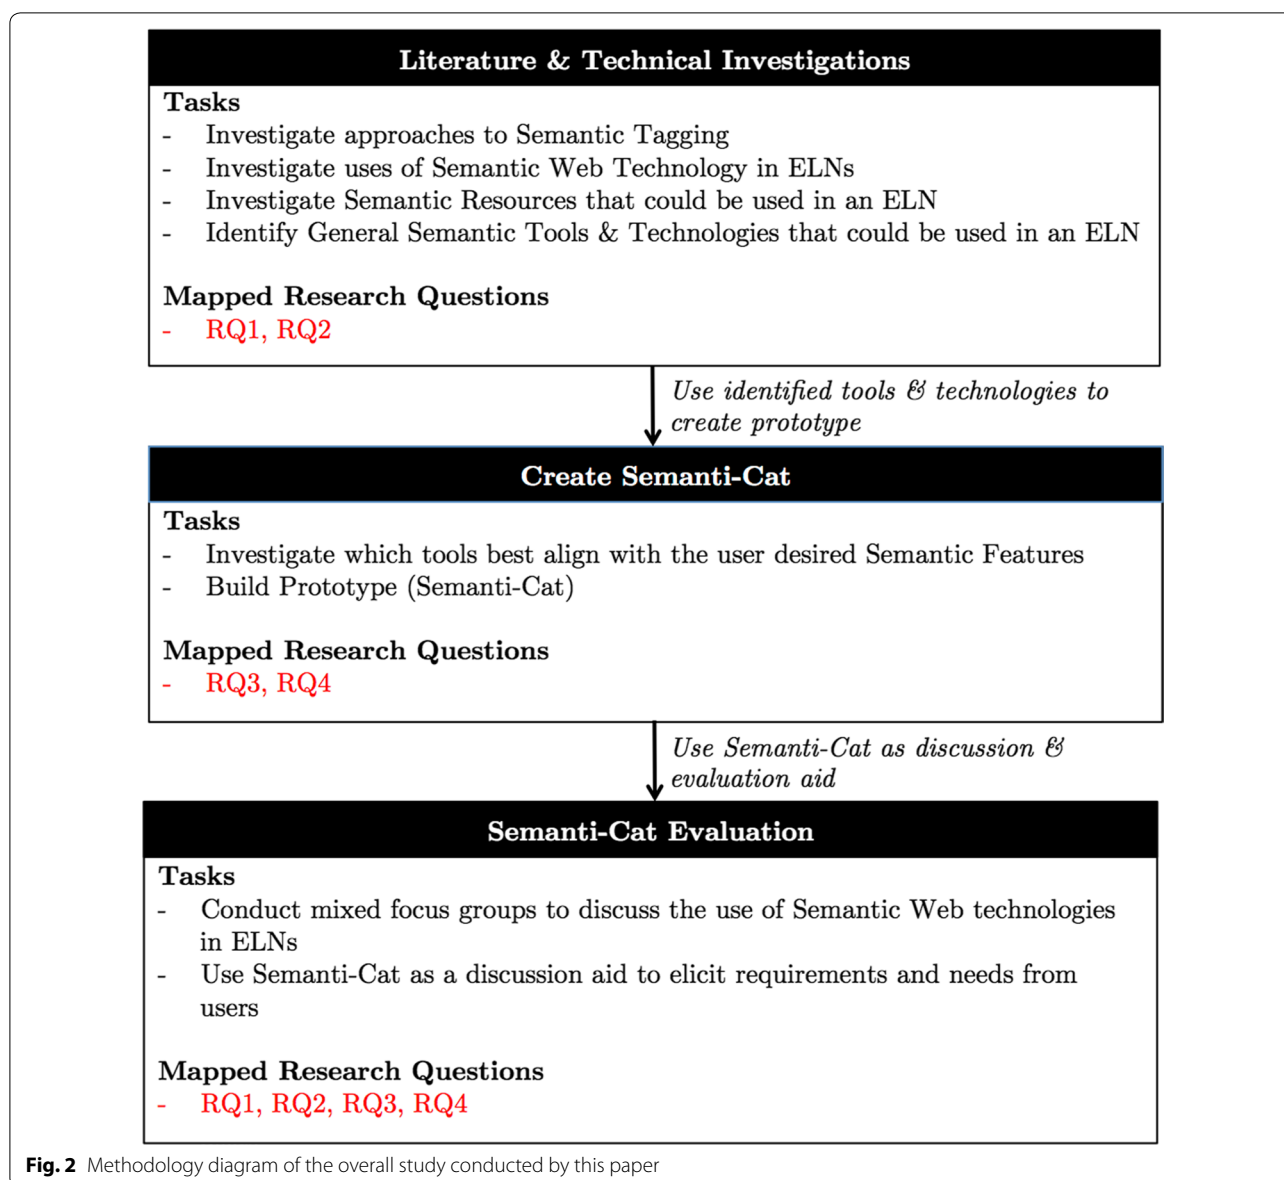 Literature & Technical Investigations
Tasks
- Investigate approaches to Semantic Tagging
- Investigate uses of Semantic Web Technology in ELNs
- Investigate Semantic Resources that could be used in an ELN
- Identify General Semantic Tools & Technologies that could be used in an ELN
Mapped Research Questions
- RQ1, RQ2
Use identified tools & technologies to
create prototype
Create Semanti-Cat
Tasks
- Investigate which tools best align with the user desired Semantic Features
- Build Prototype (Semanti-Cat)
Mapped Research Questions
- RQ3, RQ4
Use Semanti-Cat as discussion &
evaluation aid
Semanti-Cat Evaluation
Tasks
- Conduct mixed focus groups to discuss the use of Semantic Web technologies
in ELNs
- Use Semanti-Cat as a discussion aid to elicit requirements and needs from
users
Mapped Research Questions
- RQ1, RQ2, RQ3, RQ4
Fig. 2 Methodology diagram of the overall study conducted by this paper